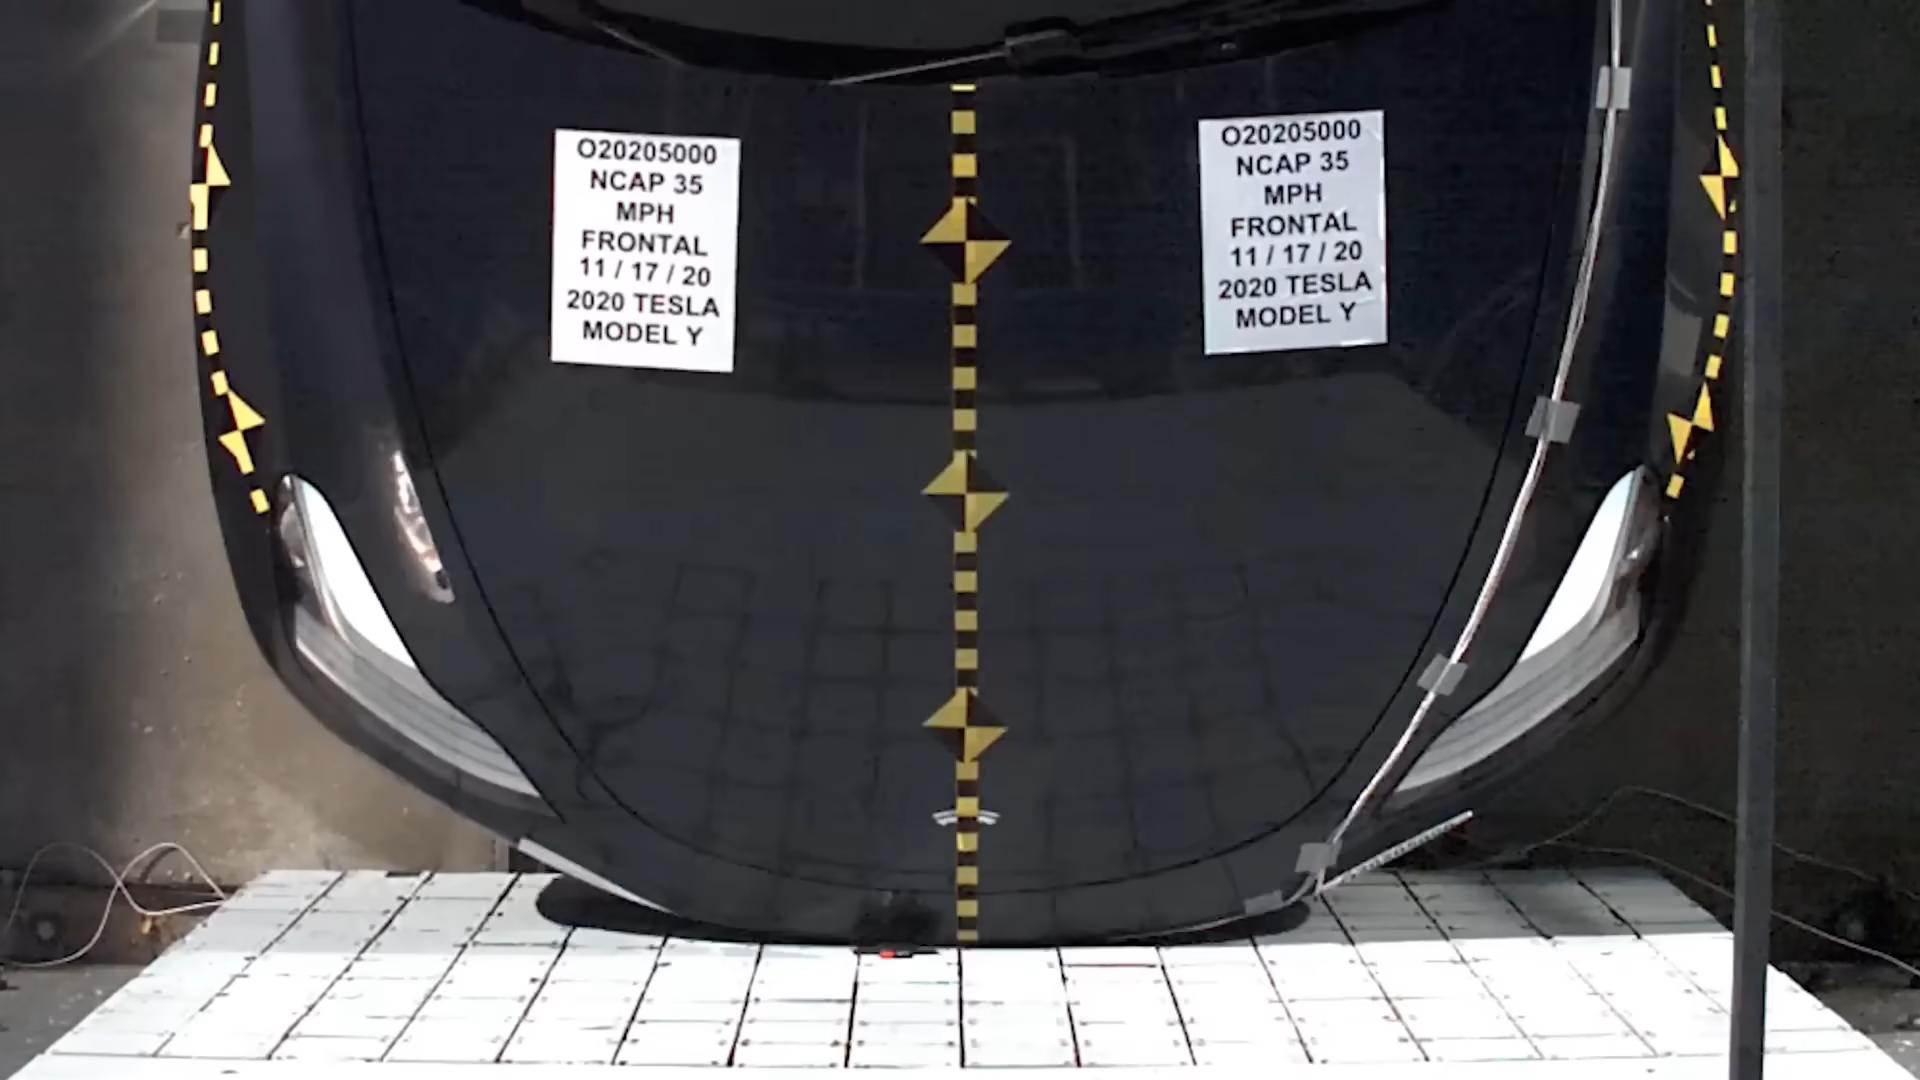 O20205000
NCAP 35
MPH
FRONTAL
11 / 17 / 20
2020 TESLA
MODEL Y
O20205000
NCAP 35
MPH
FRONTAL
11 / 17 / 20
2020 TESLA
MODEL Y